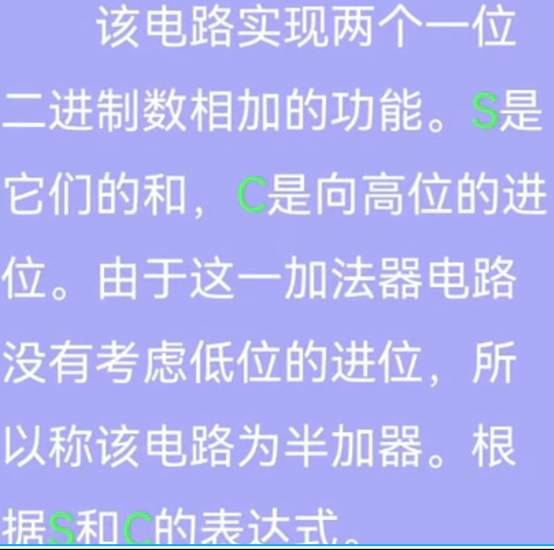 该电路实现两个一位
二进制数相加的功能。S是
它们的和，C是向高位的进
位。由于这一加法器电路
没有考虑低位的进位，所
以称该电路为半加器。根
据S和C的表达式。